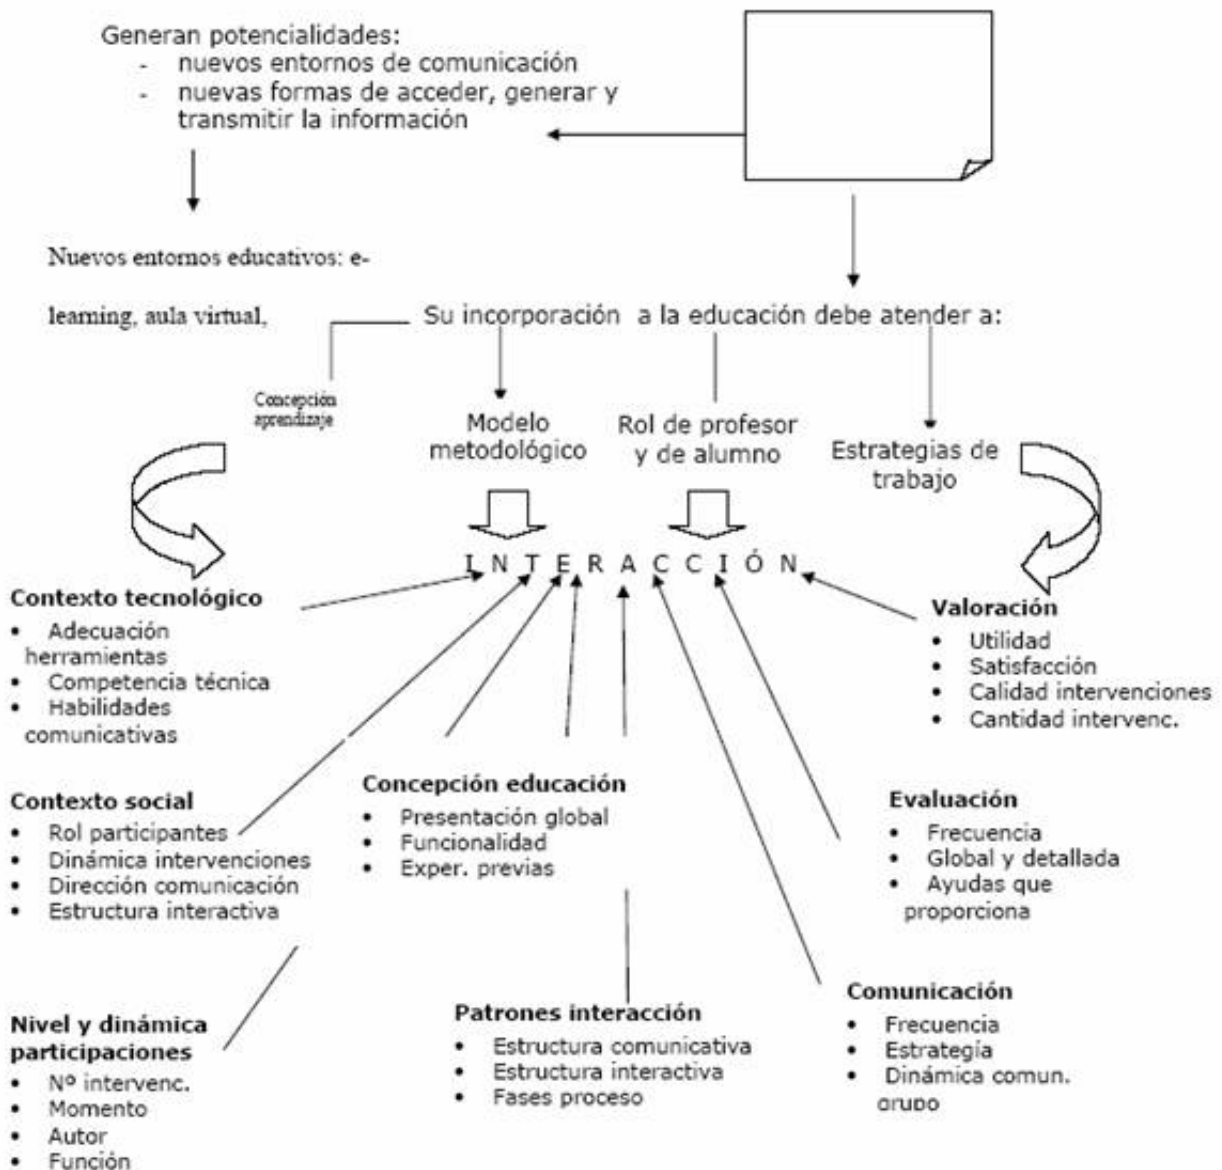 Generan potencialidades:
- nuevos entornos de comunicación
- nuevas formas de acceder, generar y
transmitir la información
Nuevos entornos educativos: e-
learning, aula virtual,
Su incorporación a la educación debe atender a:
Concepción
aprendizaje
Modelo
metodológico
Rol de profesor
y de alumno
Estrategias de
trabajo
I N T E R A C C I Ó N
Contexto tecnológico
• Adecuación
herramientas
• Competencia técnica
• Habilidades
comunicativas
Valoración
• Utilidad
• Satisfacción
• Calidad intervenciones
• Cantidad intervenc.
Contexto social
• Rol participantes
• Dinámica intervenciones
• Dirección comunicación
• Estructura interactiva
Concepción educación
• Presentación global
• Funcionalidad
• Exper. previas
Evaluación
• Frecuencia
• Global y detallada
• Ayudas que
proporciona
Nivel y dinámica
participaciones
• Nº intervenc.
• Momento
• Autor
• Función
Patrones interacción
• Estructura comunicativa
• Estructura interactiva
• Fases proceso
Comunicación
• Frecuencia
• Estrategía
• Dinámica comun.
grupo